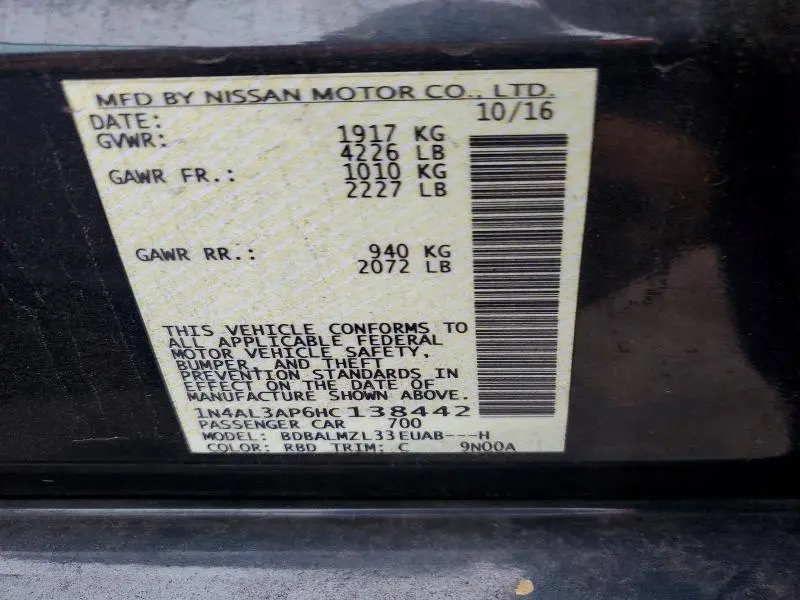 MFD BY NISSAN MOTOR CO., LTD.
DATE: 10/16
GVWR: 1917 KG
4226 LB
GAWR FR.: 1010 KG
2227 LB
GAWR RR.: 940 KG
2072 LB
THIS VEHICLE CONFORMS TO
ALL APPLICABLE FEDERAL
MOTOR VEHICLE SAFETY,
BUMPER, AND THEFT
PREVENTION STANDARDS IN
EFFECT ON THE DATE OF
MANUFACTURE SHOWN ABOVE.
1N4AL3AP6HC138442
PASSENGER CAR 700
MODEL: BDBALMZL33EUAB---H
COLOR: RBD TRIM: C 9N00A